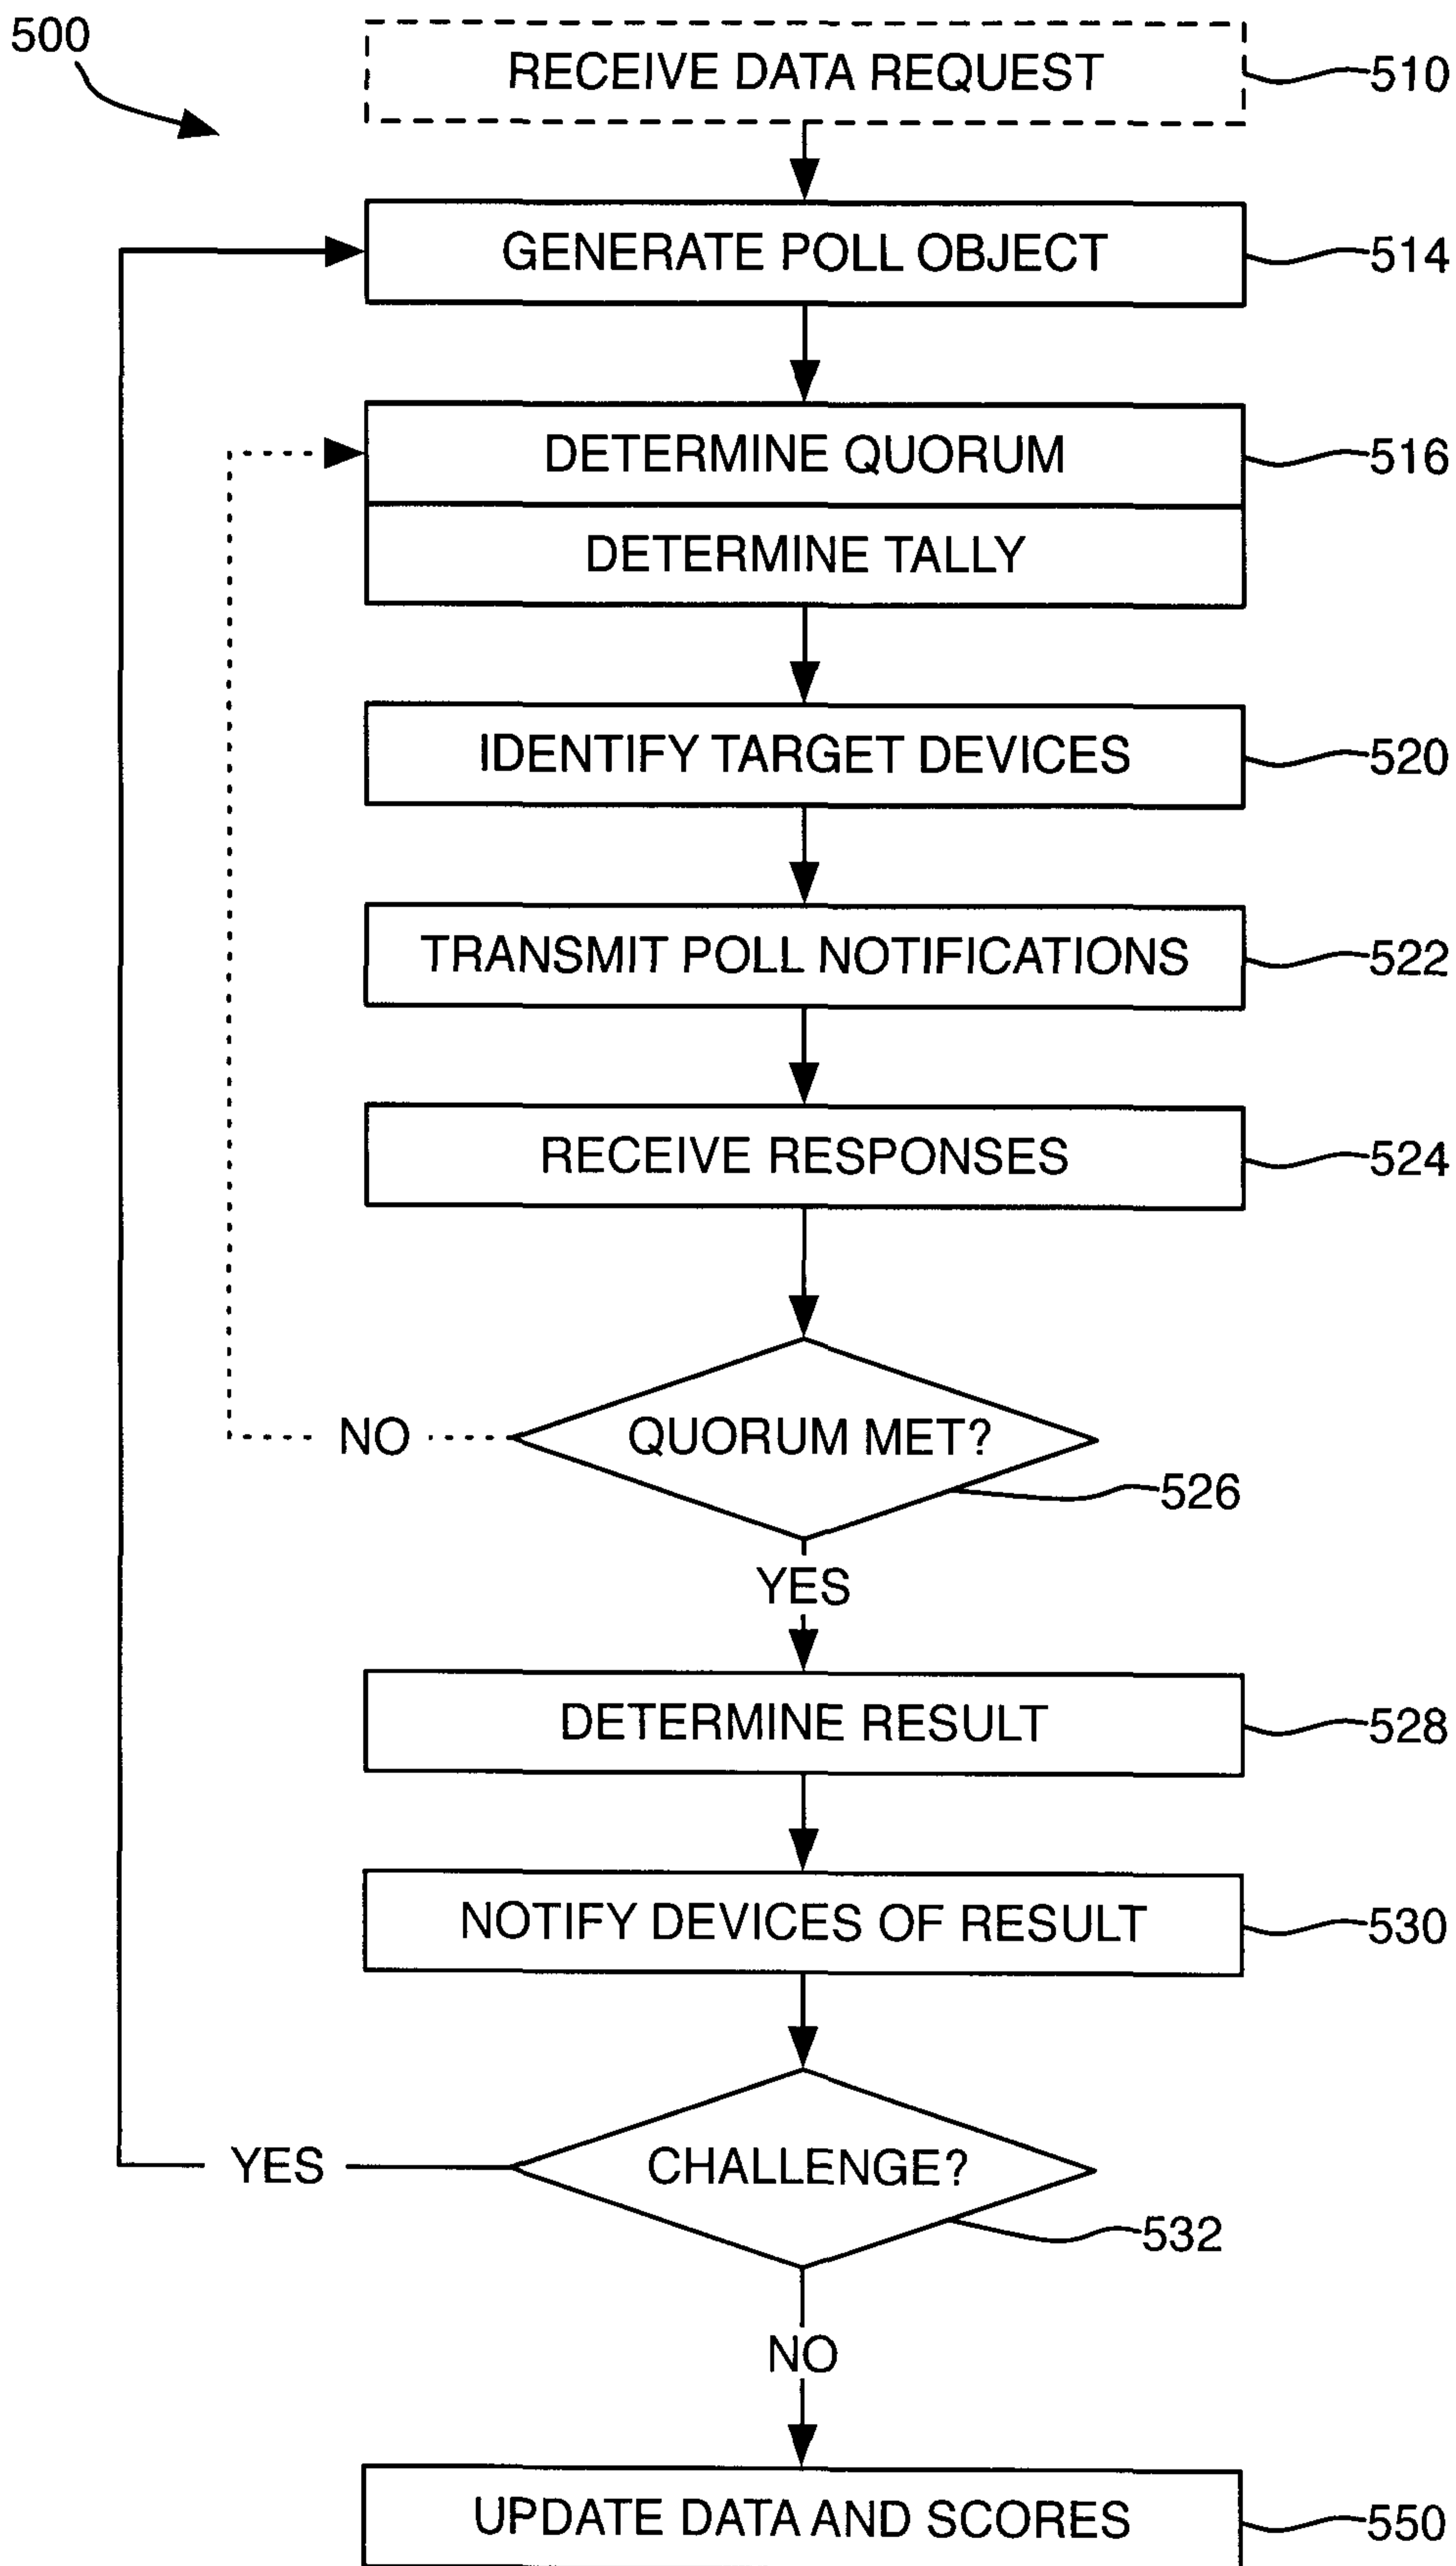 500
RECEIVE DATA REQUEST 510
GENERATE POLL OBJECT 514
DETERMINE QUORUM 516
DETERMINE TALLY
IDENTIFY TARGET DEVICES 520
TRANSMIT POLL NOTIFICATIONS 522
RECEIVE RESPONSES 524
NO QUORUM MET?
526
YES
DETERMINE RESULT 528
NOTIFY DEVICES OF RESULT 530
YES CHALLENGE?
532
NO
UPDATE DATA AND SCORES 550